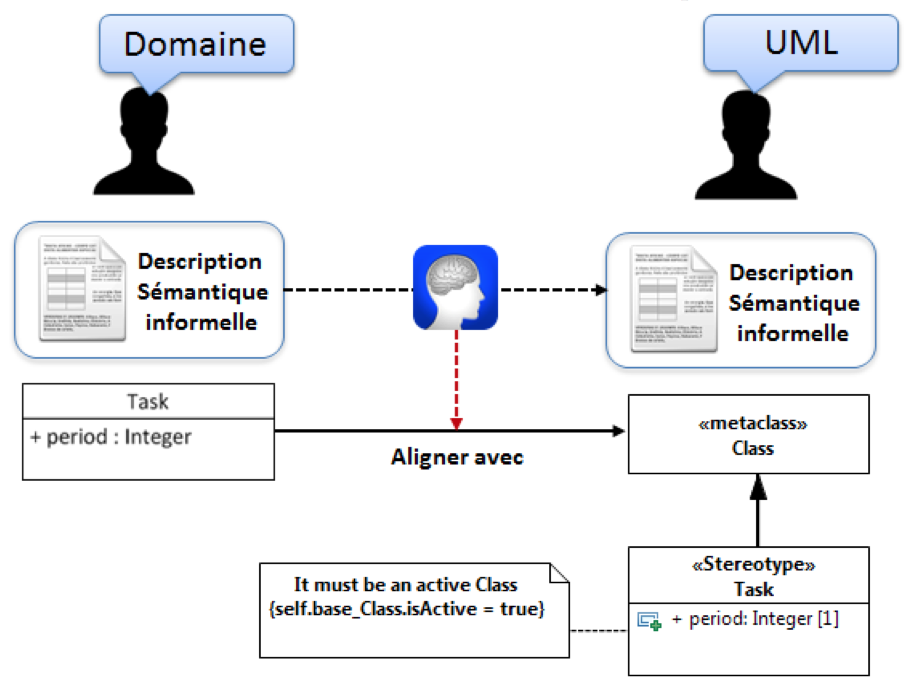 Domaine
UML
Description
Sémantique
informelle
Description
Sémantique
informelle
Task
+ period : Integer
Aligner avec
«metaclass»
Class
It must be an active Class
{self.base_Class.isActive = true}
«Stereotype»
Task
+ period: Integer [1]